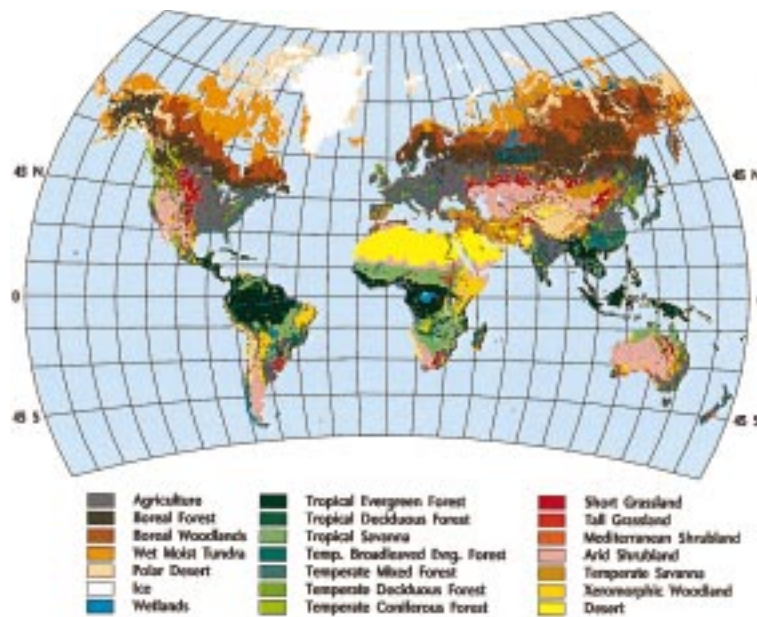 45 N
45 N
0
45 S
45 S
Agriculture
Boreal Forest
Boreal Woodlands
Wet Moist Tundra
Polar Desert
Ice
Wetlands
Tropical Evergreen Forest
Tropical Deciduous Forest
Tropical Savanna
Temp. Broadleaved Evrg. Forest
Temperate Mixed Forest
Temperate Deciduous Forest
Temperate Coniferous Forest
Short Grassland
Tall Grassland
Mediterranean Shrubland
Arid Shrubland
Temperate Savanna
Xeromorphic Woodland
Desert